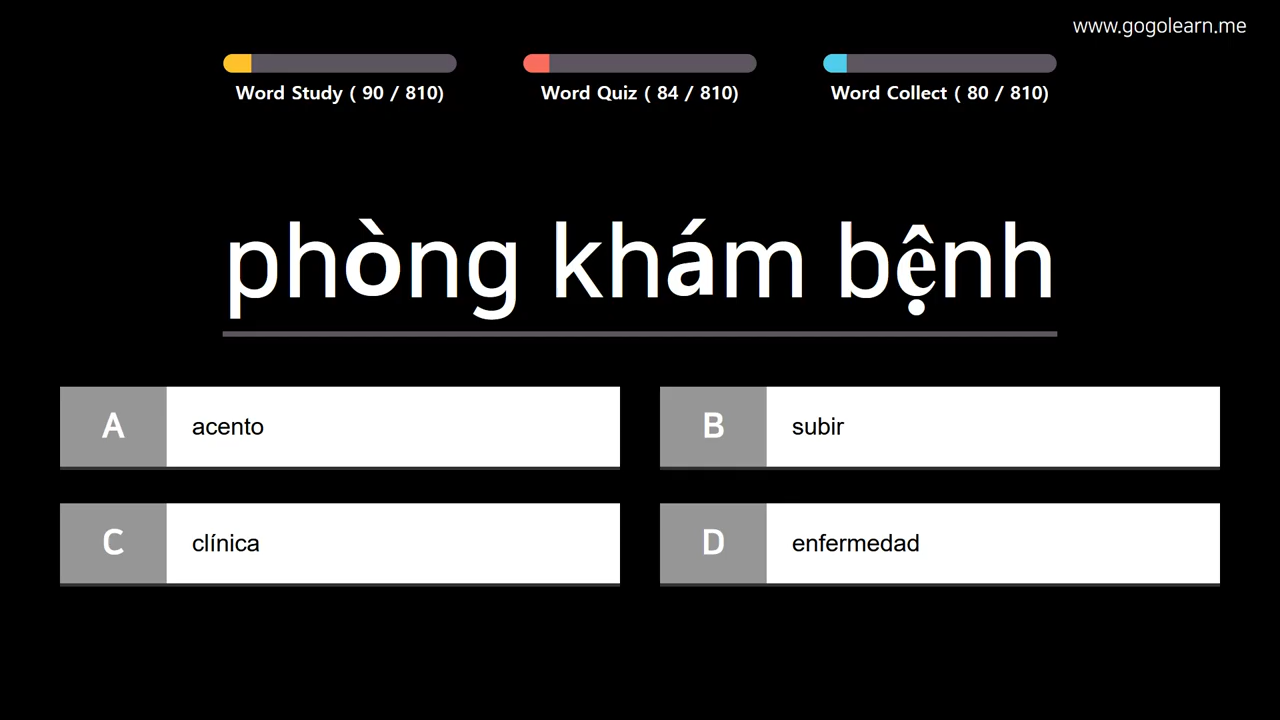 www.gogolearn.me
Word Study ( 90 / 810)
Word Quiz ( 84 / 810)
Word Collect ( 80 / 810)
phòng khám bệnh
A acento
B subir
C clínica
D enfermedad